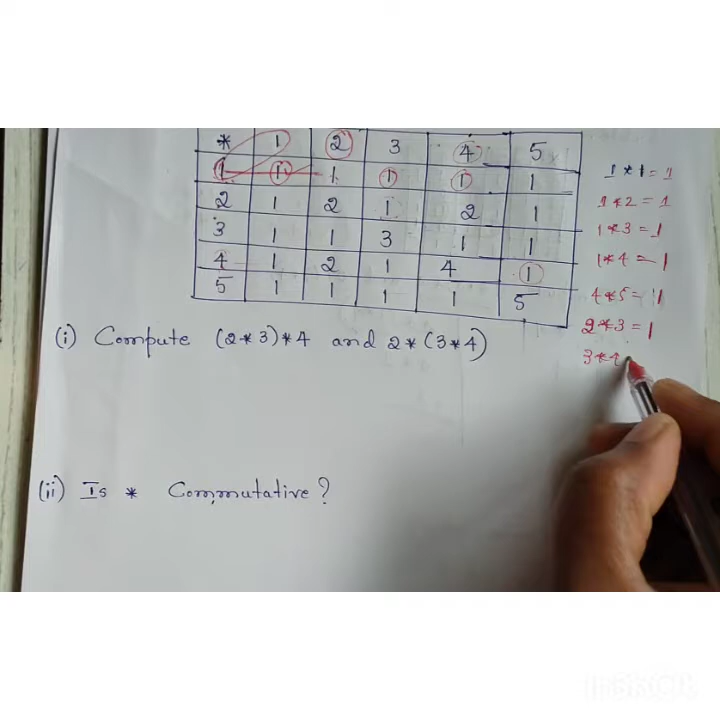 * 1 2 3 4 5
1 1 1 1 1 1
2 1 2 1 2 1
3 1 1 3 1 1
4 1 2 1 4 1
5 1 1 1 1 5
1 * 1 = 1
1 * 2 = 1
1 * 3 = 1
1 * 4 = 1
4 * 5 = 1
2 * 3 = 1
3 * 4
(i) Compute (2*3)*4 and 2*(3*4)
(ii) Is * Commutative?